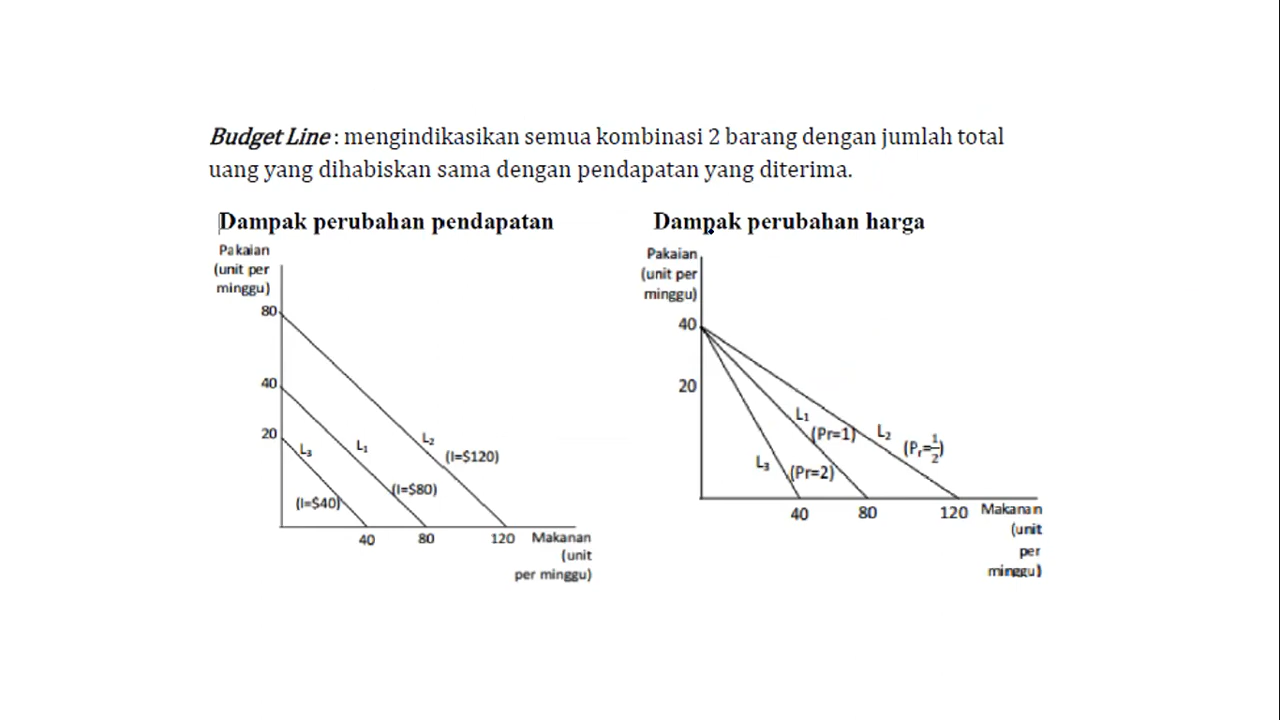 Budget Line : mengindikasikan semua kombinasi 2 barang dengan jumlah total
uang yang dihabiskan sama dengan pendapatan yang diterima.
Dampak perubahan pendapatan
Pakaian
(unit per
minggu)
80
40
20
L₃
L₁
L₂
(I=$120)
(I=$80)
(I=$40)
40
80
120
Makanan
(unit
per minggu)
Dampak perubahan harga
Pakaian
(unit per
minggu)
40
20
L₁
(Pr=1)
L₂
(Pᵣ=½)
L₃
(Pr=2)
40
80
120
Makanan
(unit
per
minggu)